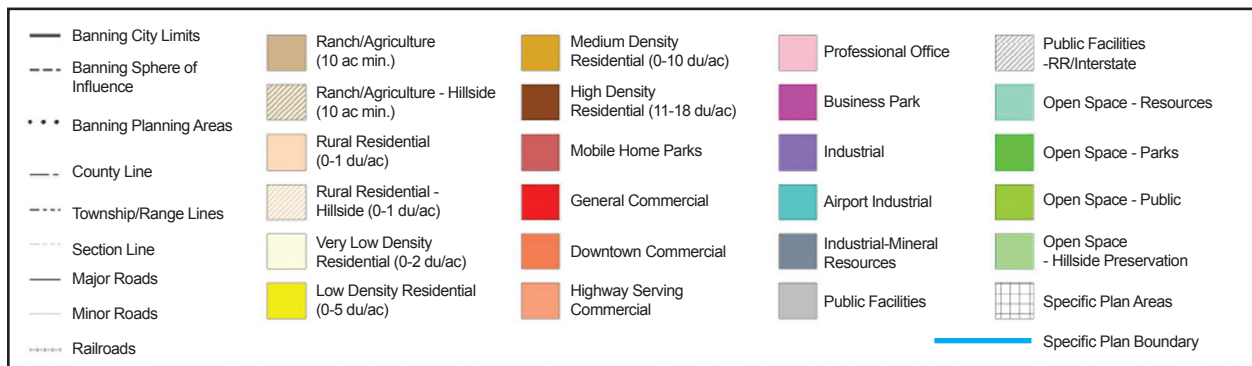 Banning City Limits
Banning Sphere of
Influence
Banning Planning Areas
County Line
Township/Range Lines
Section Line
Major Roads
Minor Roads
Railroads
Ranch/Agriculture
(10 ac min.)
Ranch/Agriculture - Hillside
(10 ac min.)
Rural Residential
(0-1 du/ac)
Rural Residential -
Hillside (0-1 du/ac)
Very Low Density
Residential (0-2 du/ac)
Low Density Residential
(0-5 du/ac)
Medium Density
Residential (0-10 du/ac)
High Density
Residential (11-18 du/ac)
Mobile Home Parks
General Commercial
Downtown Commercial
Highway Serving
Commercial
Professional Office
Business Park
Industrial
Airport Industrial
Industrial-Mineral
Resources
Public Facilities
Public Facilities
-RR/Interstate
Open Space - Resources
Open Space - Parks
Open Space - Public
Open Space
- Hillside Preservation
Specific Plan Areas
Specific Plan Boundary